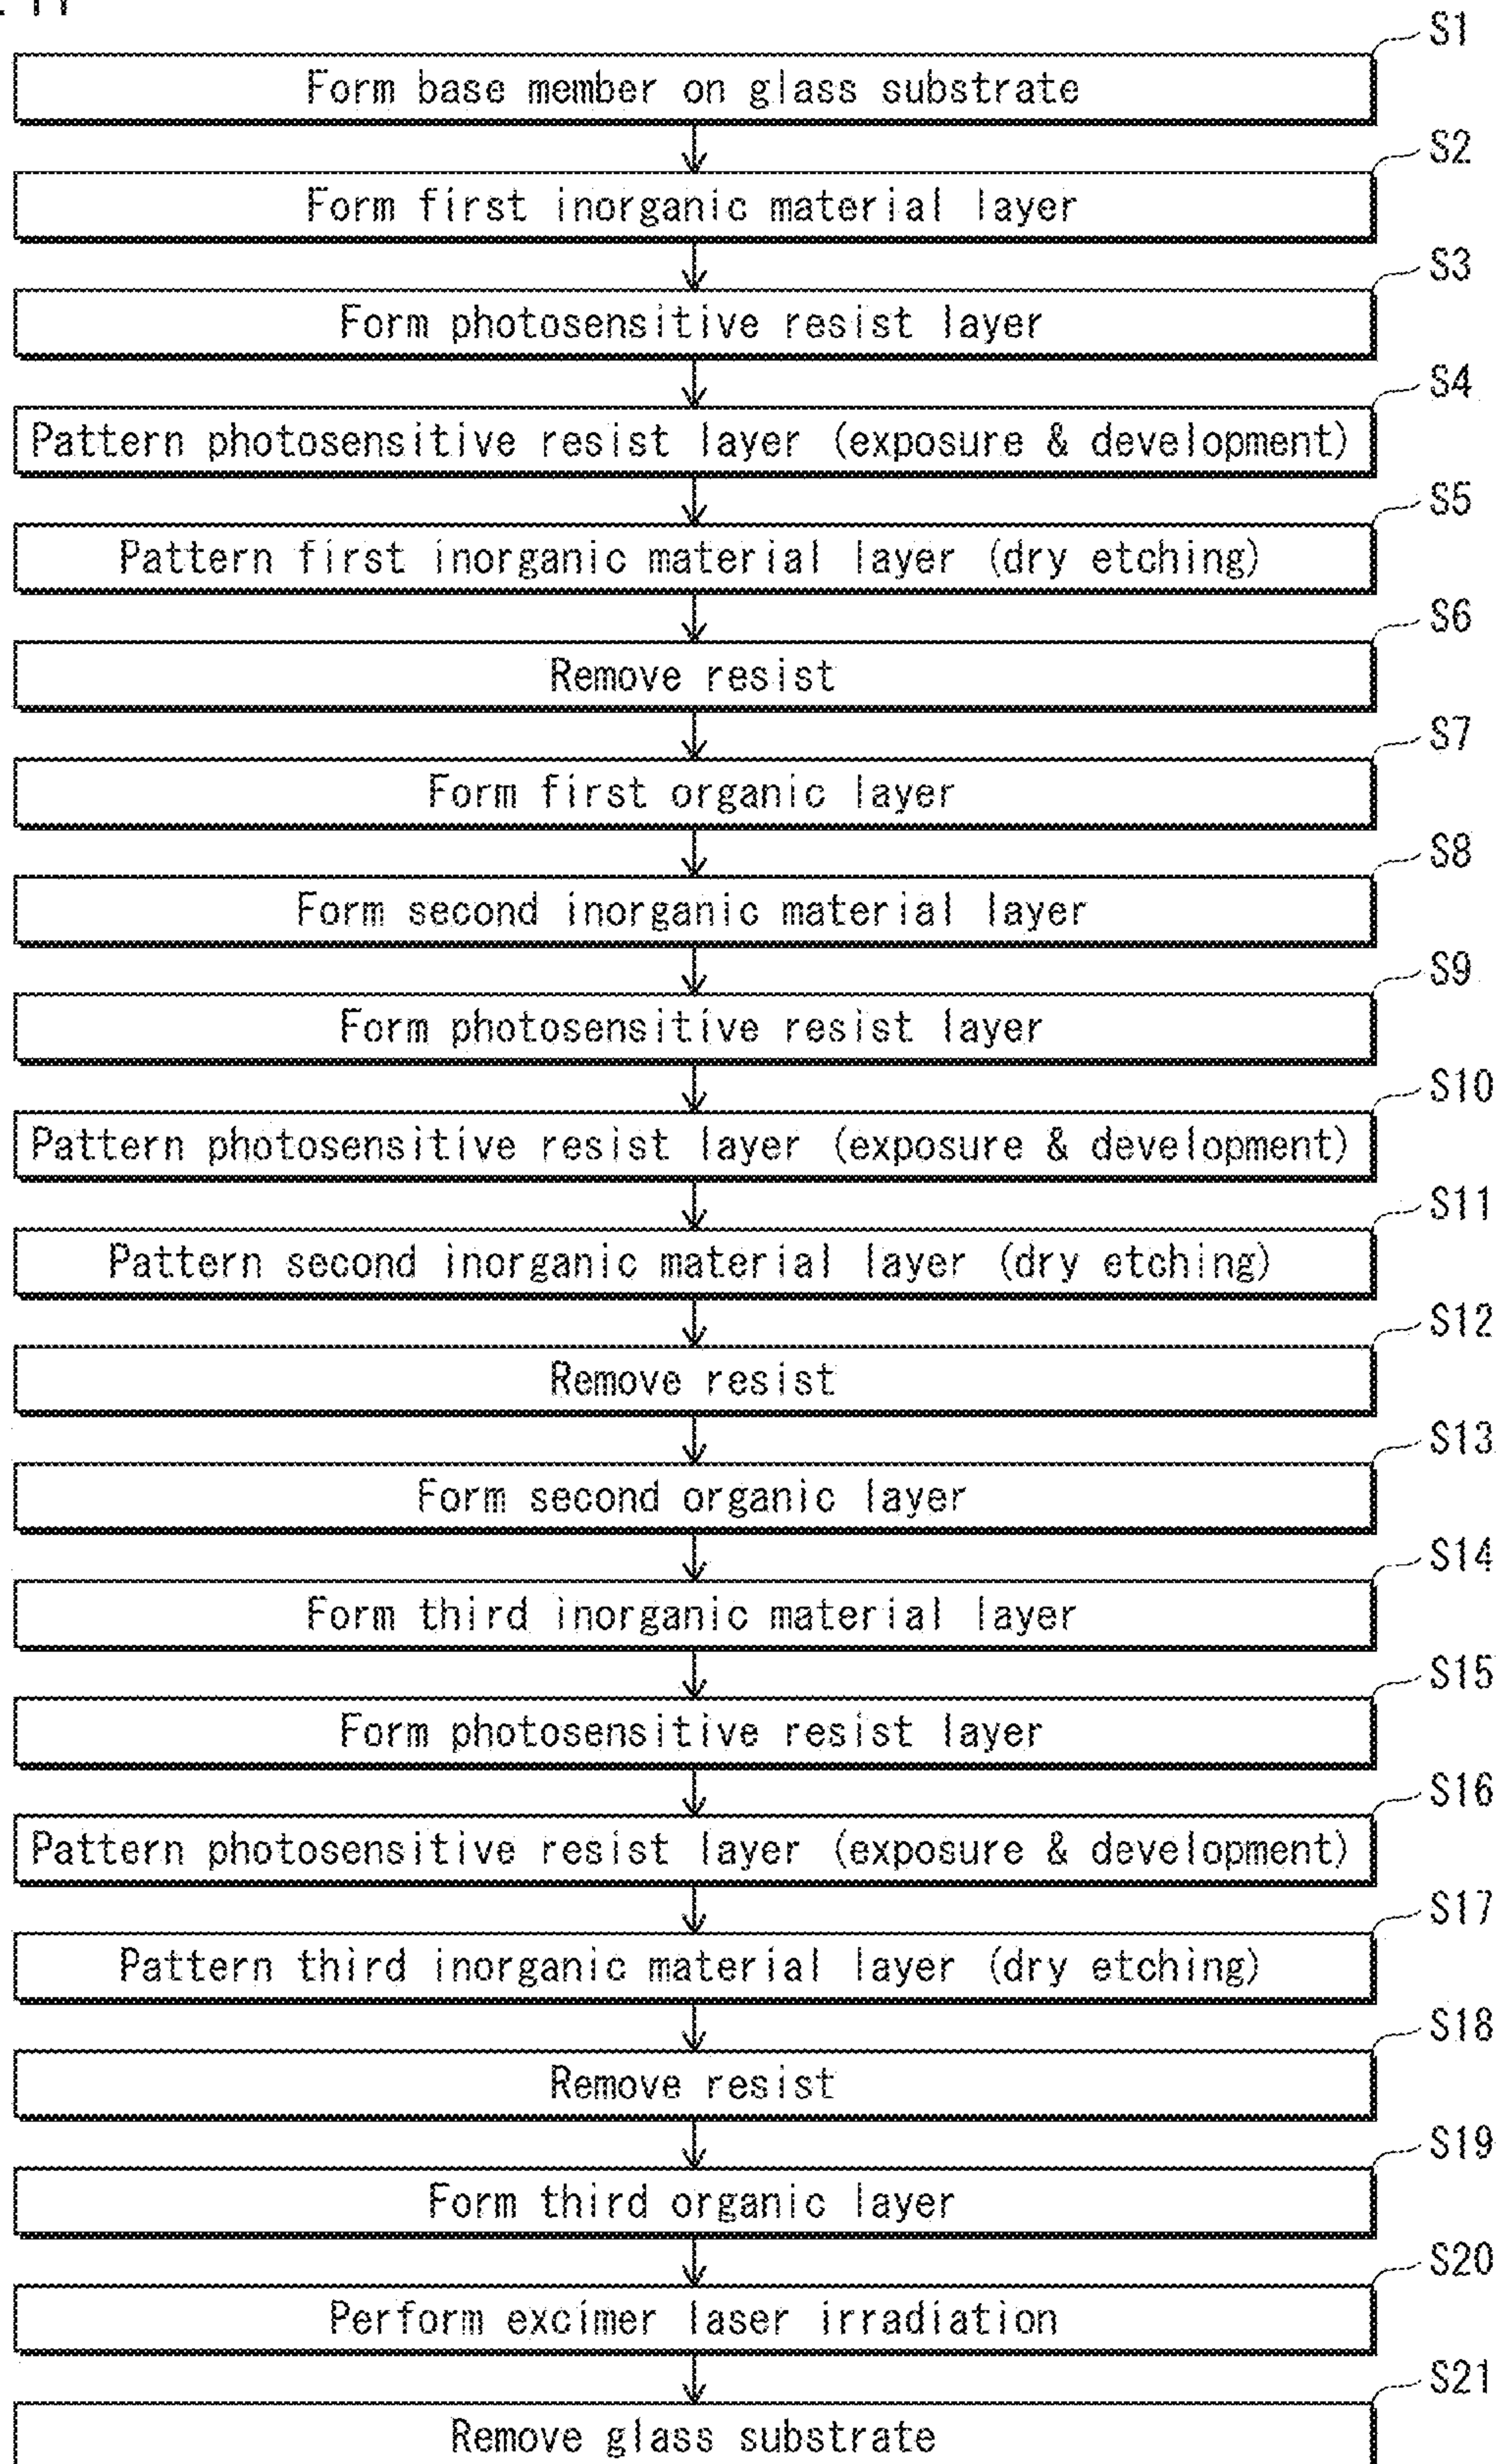 S1
Form base member on glass substrate
S2
Form first inorganic material layer
S3
Form photosensitive resist layer
S4
Pattern photosensitive resist layer (exposure & development)
S5
Pattern first inorganic material layer (dry etching)
S6
Remove resist
S7
Form first organic layer
S8
Form second inorganic material layer
S9
Form photosensitive resist layer
S10
Pattern photosensitive resist layer (exposure & development)
S11
Pattern second inorganic material layer (dry etching)
S12
Remove resist
S13
Form second organic layer
S14
Form third inorganic material layer
S15
Form photosensitive resist layer
S16
Pattern photosensitive resist layer (exposure & development)
S17
Pattern third inorganic material layer (dry etching)
S18
Remove resist
S19
Form third organic layer
S20
Perform excimer laser irradiation
S21
Remove glass substrate